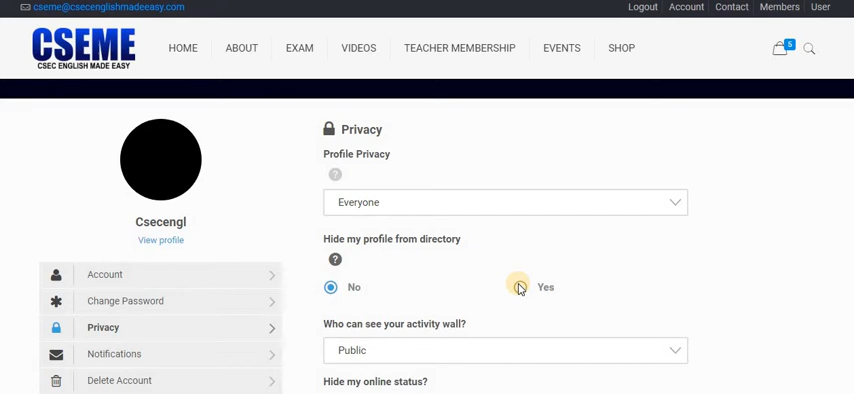 cseme@csecenglishmadeeasy.com
Logout Account Contact Members User
CSEME
CSEC ENGLISH MADE EASY
HOME ABOUT EXAM VIDEOS TEACHER MEMBERSHIP EVENTS SHOP
5
Privacy
Profile Privacy
?
Everyone
Csecengl
View profile
Hide my profile from directory
?
Account
No Yes
Change Password
Privacy
Who can see your activity wall?
Notifications
Public
Delete Account
Hide my online status?